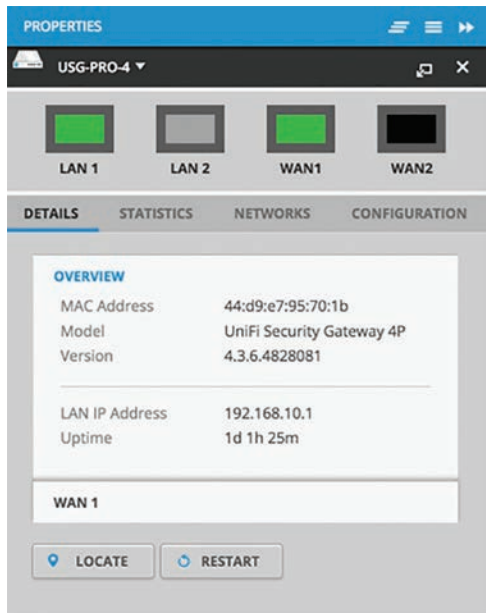 PROPERTIES
USG-PRO-4
LAN 1 LAN 2 WAN1 WAN2
DETAILS STATISTICS NETWORKS CONFIGURATION
OVERVIEW
MAC Address 44:d9:e7:95:70:1b
Model UniFi Security Gateway 4P
Version 4.3.6.4828081
LAN IP Address 192.168.10.1
Uptime 1d 1h 25m
WAN 1
LOCATE RESTART